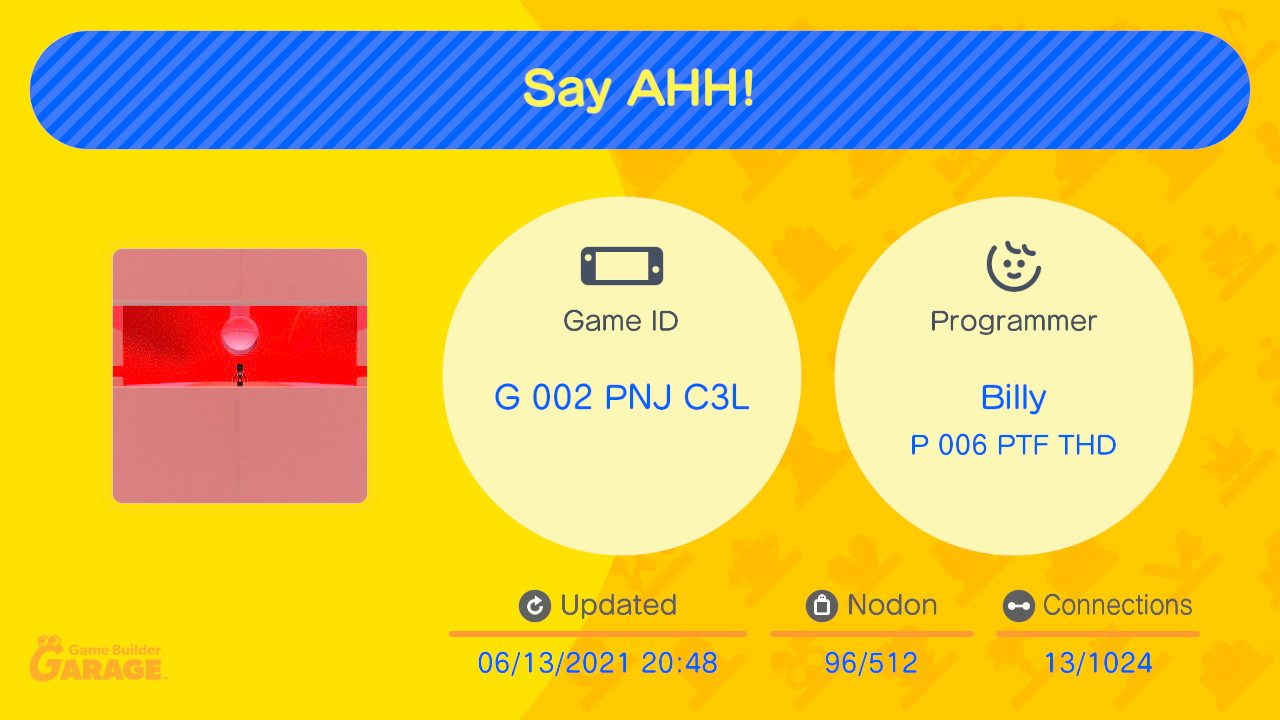 Say AHH!
Game ID
G 002 PNJ C3L
Programmer
Billy
P 006 PTF THD
Updated
06/13/2021 20:48
Nodon
96/512
Connections
13/1024
Game Builder
GARAGE™